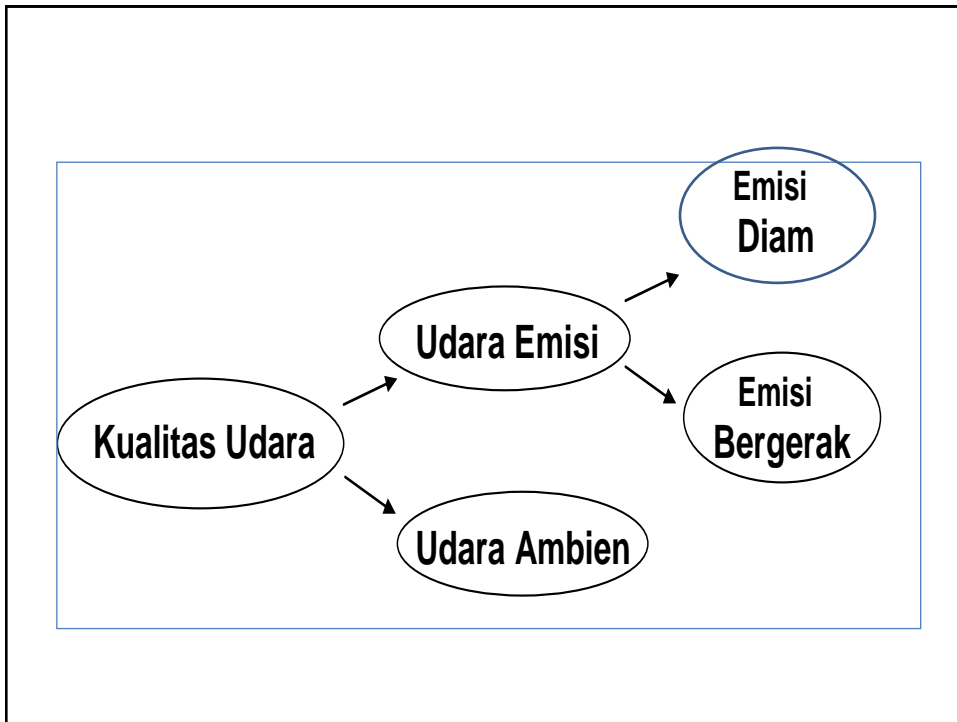 Emisi
Diam
Udara Emisi
Emisi
Bergerak
Kualitas Udara
Udara Ambien